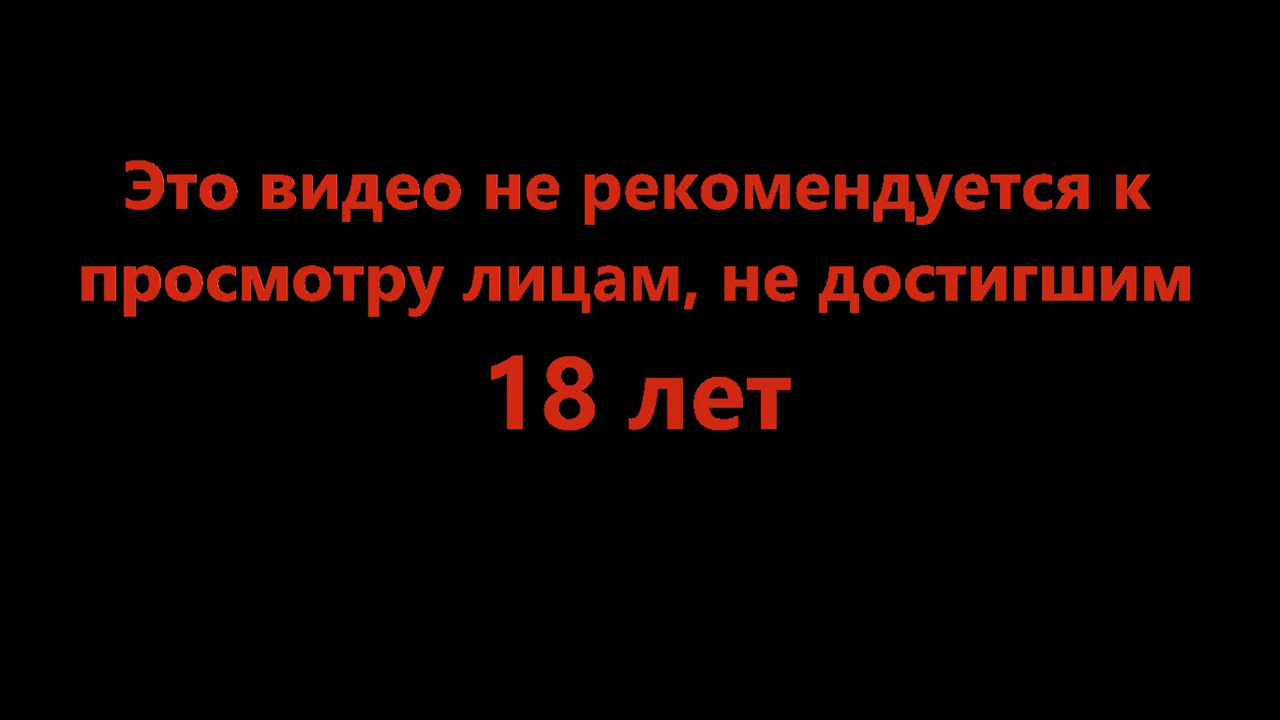 Это видео не рекомендуется к
просмотру лицам, не достигшим
18 лет